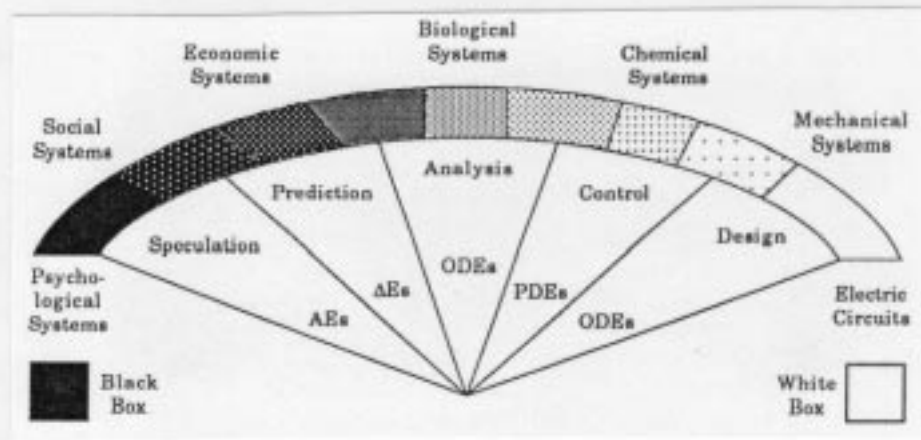 Biological
Systems
Economic
Systems
Chemical
Systems
Social
Systems
Mechanical
Systems
Analysis
Prediction
Control
Speculation
Design
ODEs
ΔEs
PDEs
AEs
ODEs
Psycho-
logical
Systems
Electric
Circuits
Black
Box
White
Box